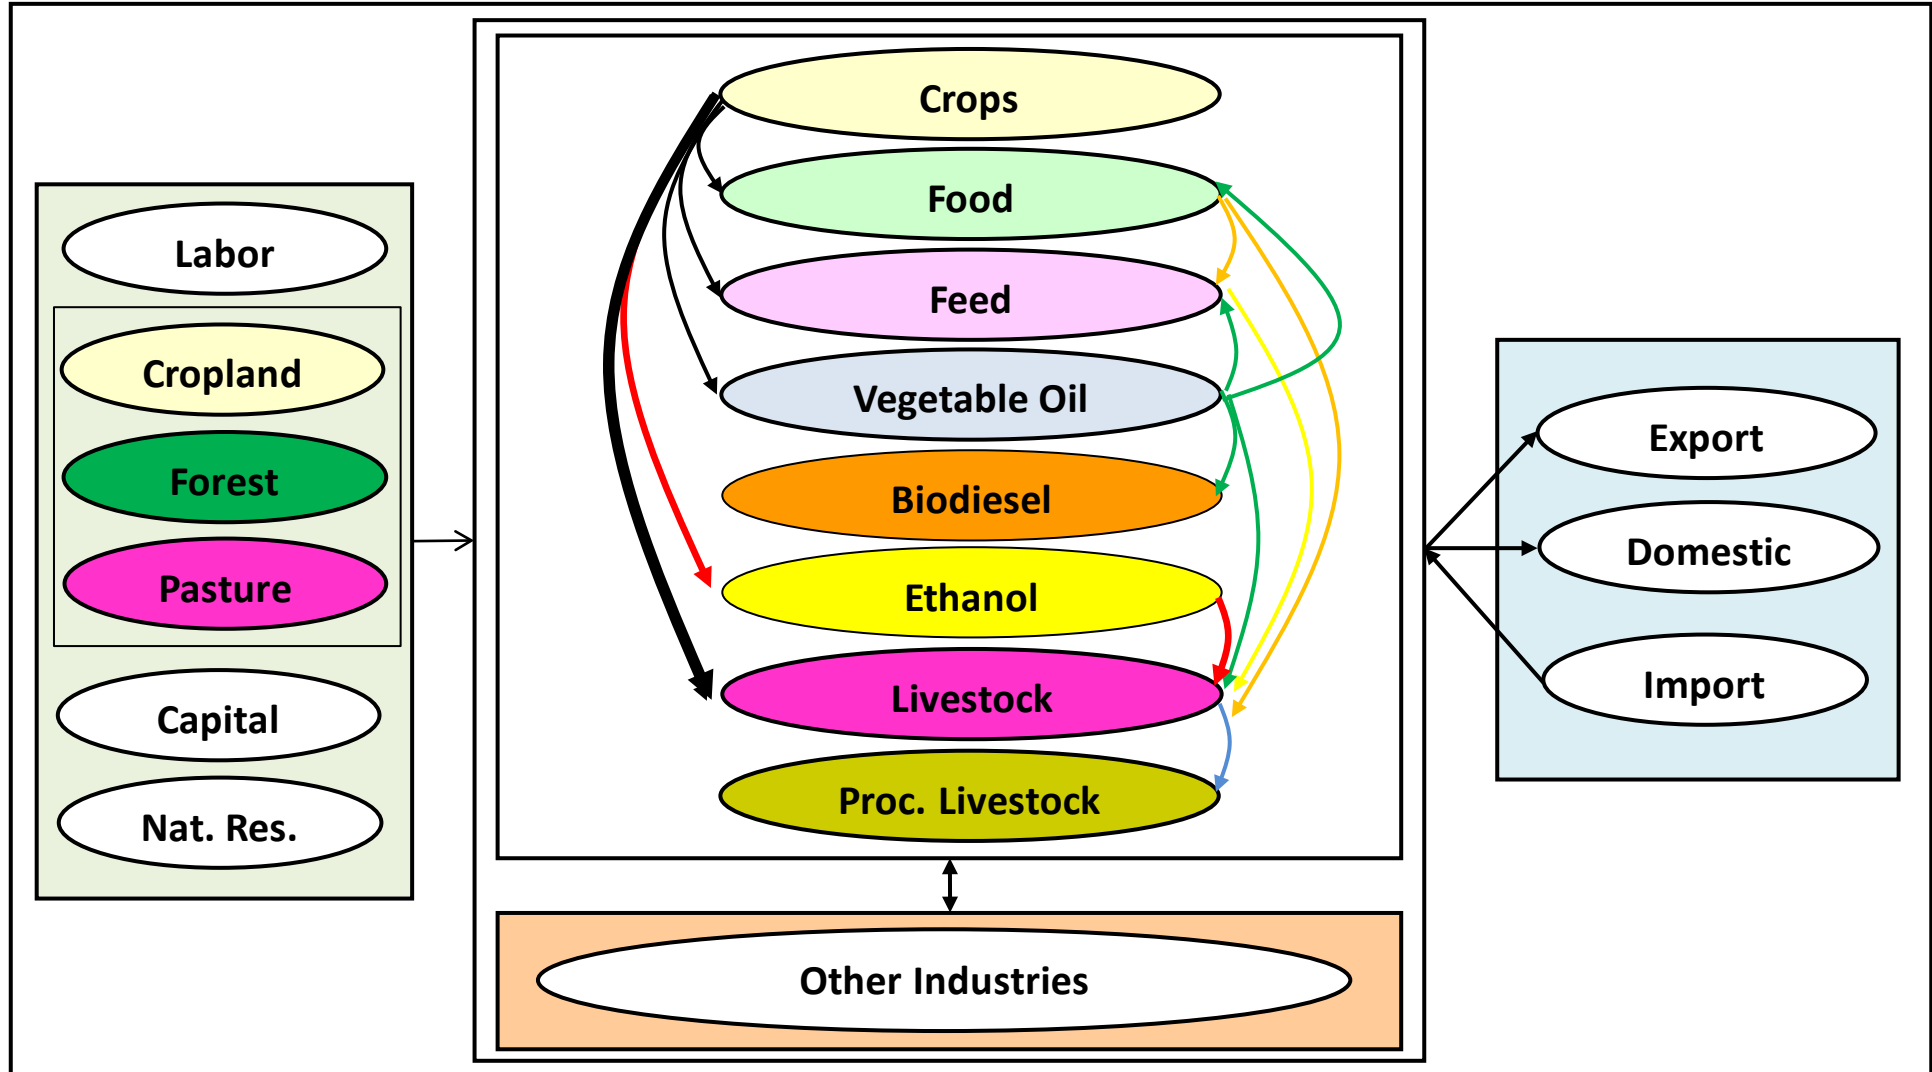 Labor
Cropland
Forest
Pasture
Capital
Nat. Res.
Crops
Food
Feed
Vegetable Oil
Biodiesel
Ethanol
Livestock
Proc. Livestock
Other Industries
Export
Domestic
Import